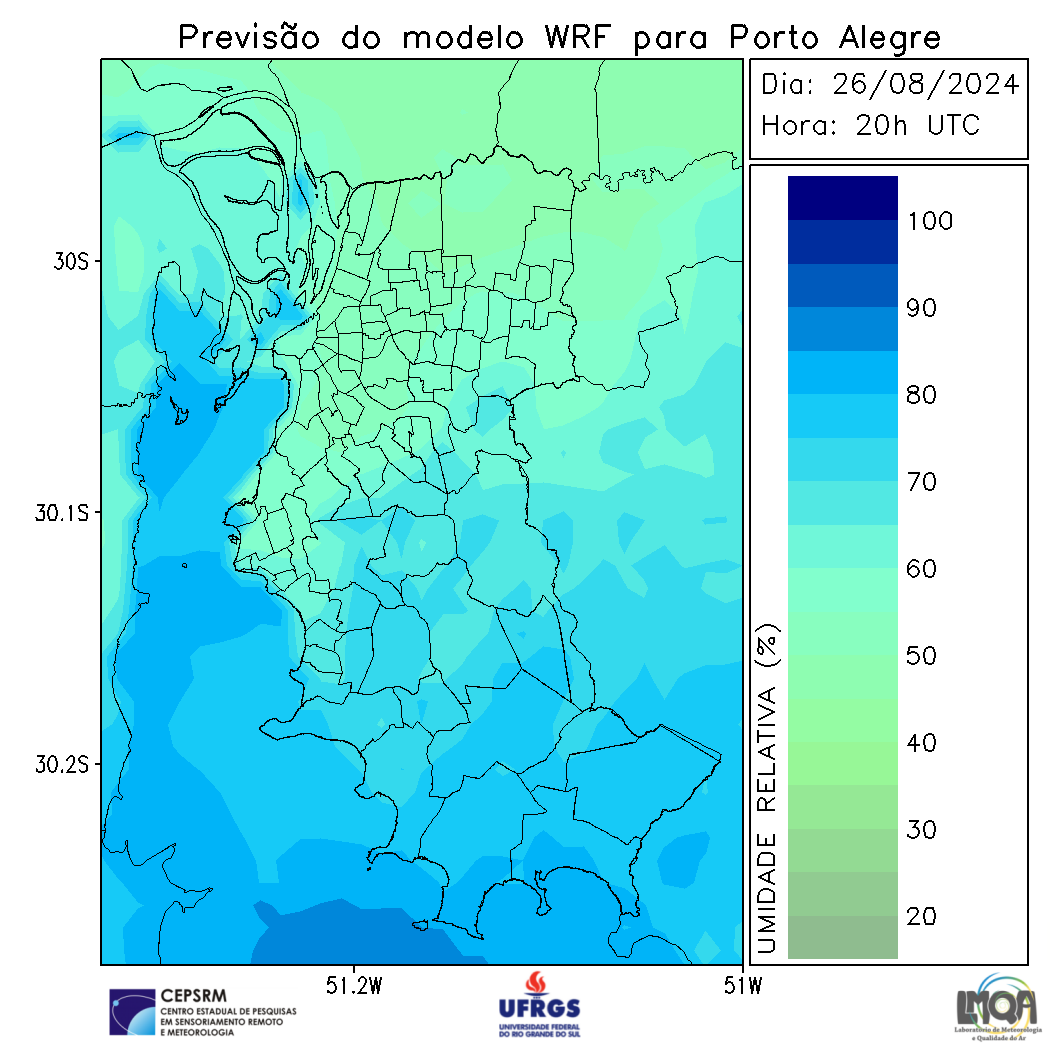 Previsão do modelo WRF para Porto Alegre
Dia: 26/08/2024
Hora: 20h UTC
30S
30.1S
30.2S
51.2W
51W
100
90
80
70
60
50
40
30
20
UMIDADE RELATIVA (%)
CEPSRM
CENTRO ESTADUAL DE PESQUISAS
EM SENSORIAMENTO REMOTO
E METEOROLOGIA
UFRGS
UNIVERSIDADE FEDERAL
DO RIO GRANDE DO SUL
LMQA
Laboratório de Meteorologia
e Qualidade do Ar